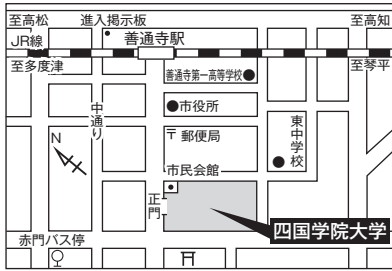 至高松
進入掲示板
至高知
善通寺駅
JR線
至多度津
善通寺第一高等学校
至琴平
市役所
中通り
郵便局
東中学校
N
市民会館
正門
四国学院大学
赤門バス停